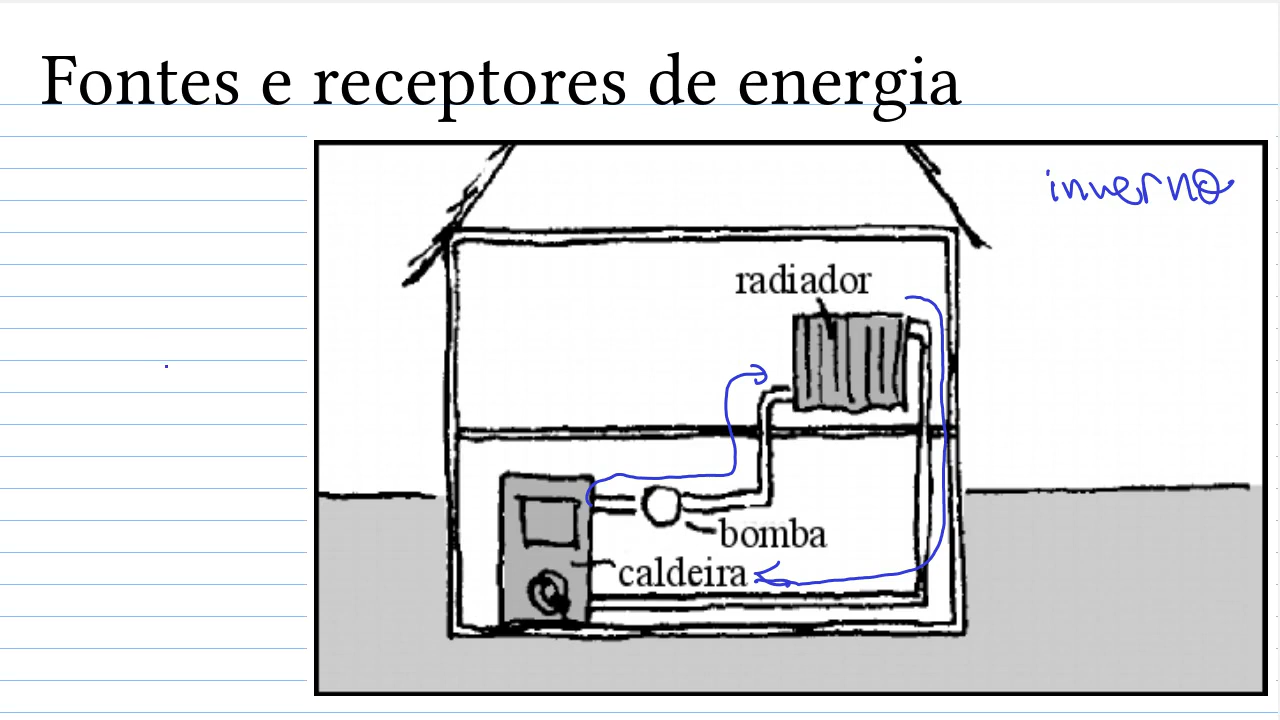 Fontes e receptores de energia
inverno
radiador
bomba
caldeira